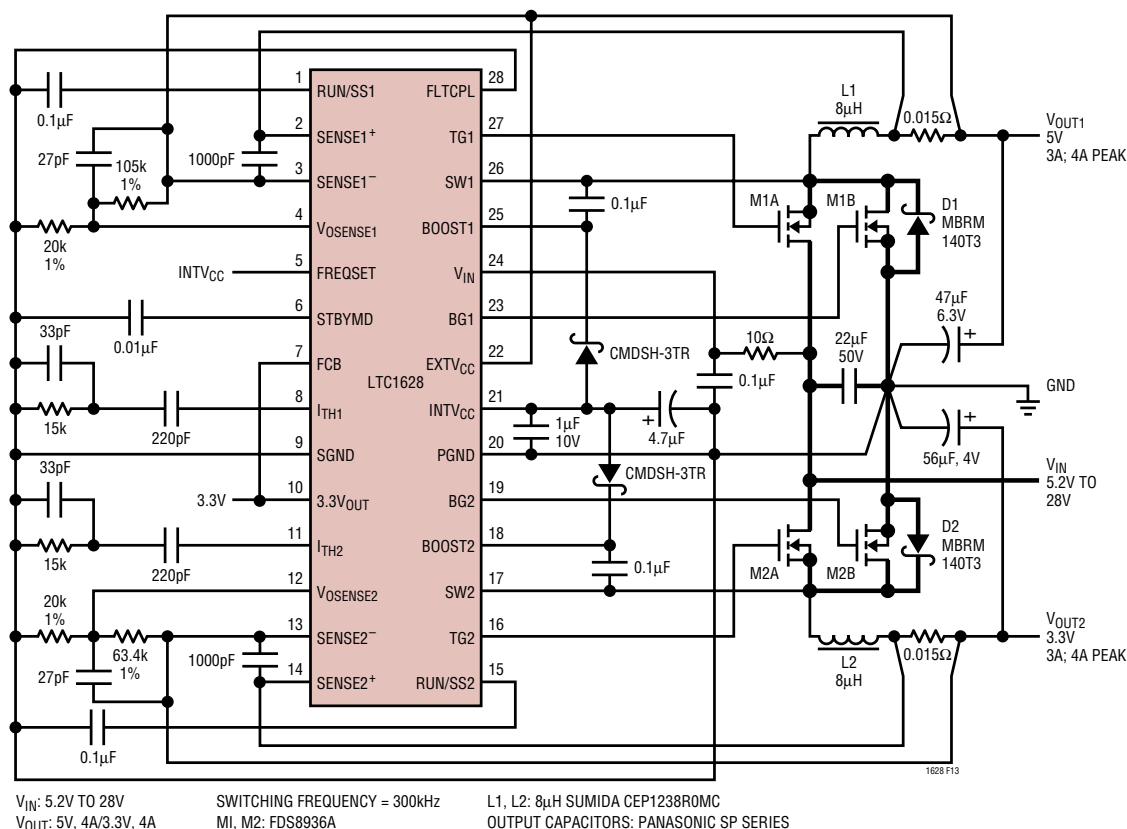 1
RUN/SS1
FLTCPL
28
0.1µF
2
SENSE1+
TG1
27
L1
8µH
0.015Ω
VOUT1
5V
3A; 4A PEAK
27pF
105k
1%
1000pF
3
SENSE1−
SW1
26
M1A
M1B
D1
MBRM
140T3
0.1µF
20k
1%
4
VOSENSE1
BOOST1
25
INTVCC
5
FREQSET
VIN
24
6
STBYMD
BG1
23
0.01µF
47µF
6.3V
+
33pF
10Ω
22µF
50V
7
FCB
EXTVCC
22
CMDSH-3TR
0.1µF
LTC1628
15k
220pF
8
ITH1
INTVCC
21
GND
1µF
10V
+
4.7µF
+
56µF, 4V
9
SGND
PGND
20
33pF
CMDSH-3TR
VIN
5.2V TO
28V
3.3V
10
3.3VOUT
BG2
19
15k
220pF
11
ITH2
BOOST2
18
M2A
M2B
D2
MBRM
140T3
0.1µF
12
VOSENSE2
SW2
17
20k
1%
63.4k
1%
13
SENSE2−
TG2
16
L2
8µH
0.015Ω
VOUT2
3.3V
3A; 4A PEAK
27pF
1000pF
14
SENSE2+
RUN/SS2
15
0.1µF
1628 F13
VIN: 5.2V TO 28V
VOUT: 5V, 4A/3.3V, 4A
SWITCHING FREQUENCY = 300kHz
MI, M2: FDS8936A
L1, L2: 8µH SUMIDA CEP1238R0MC
OUTPUT CAPACITORS: PANASONIC SP SERIES